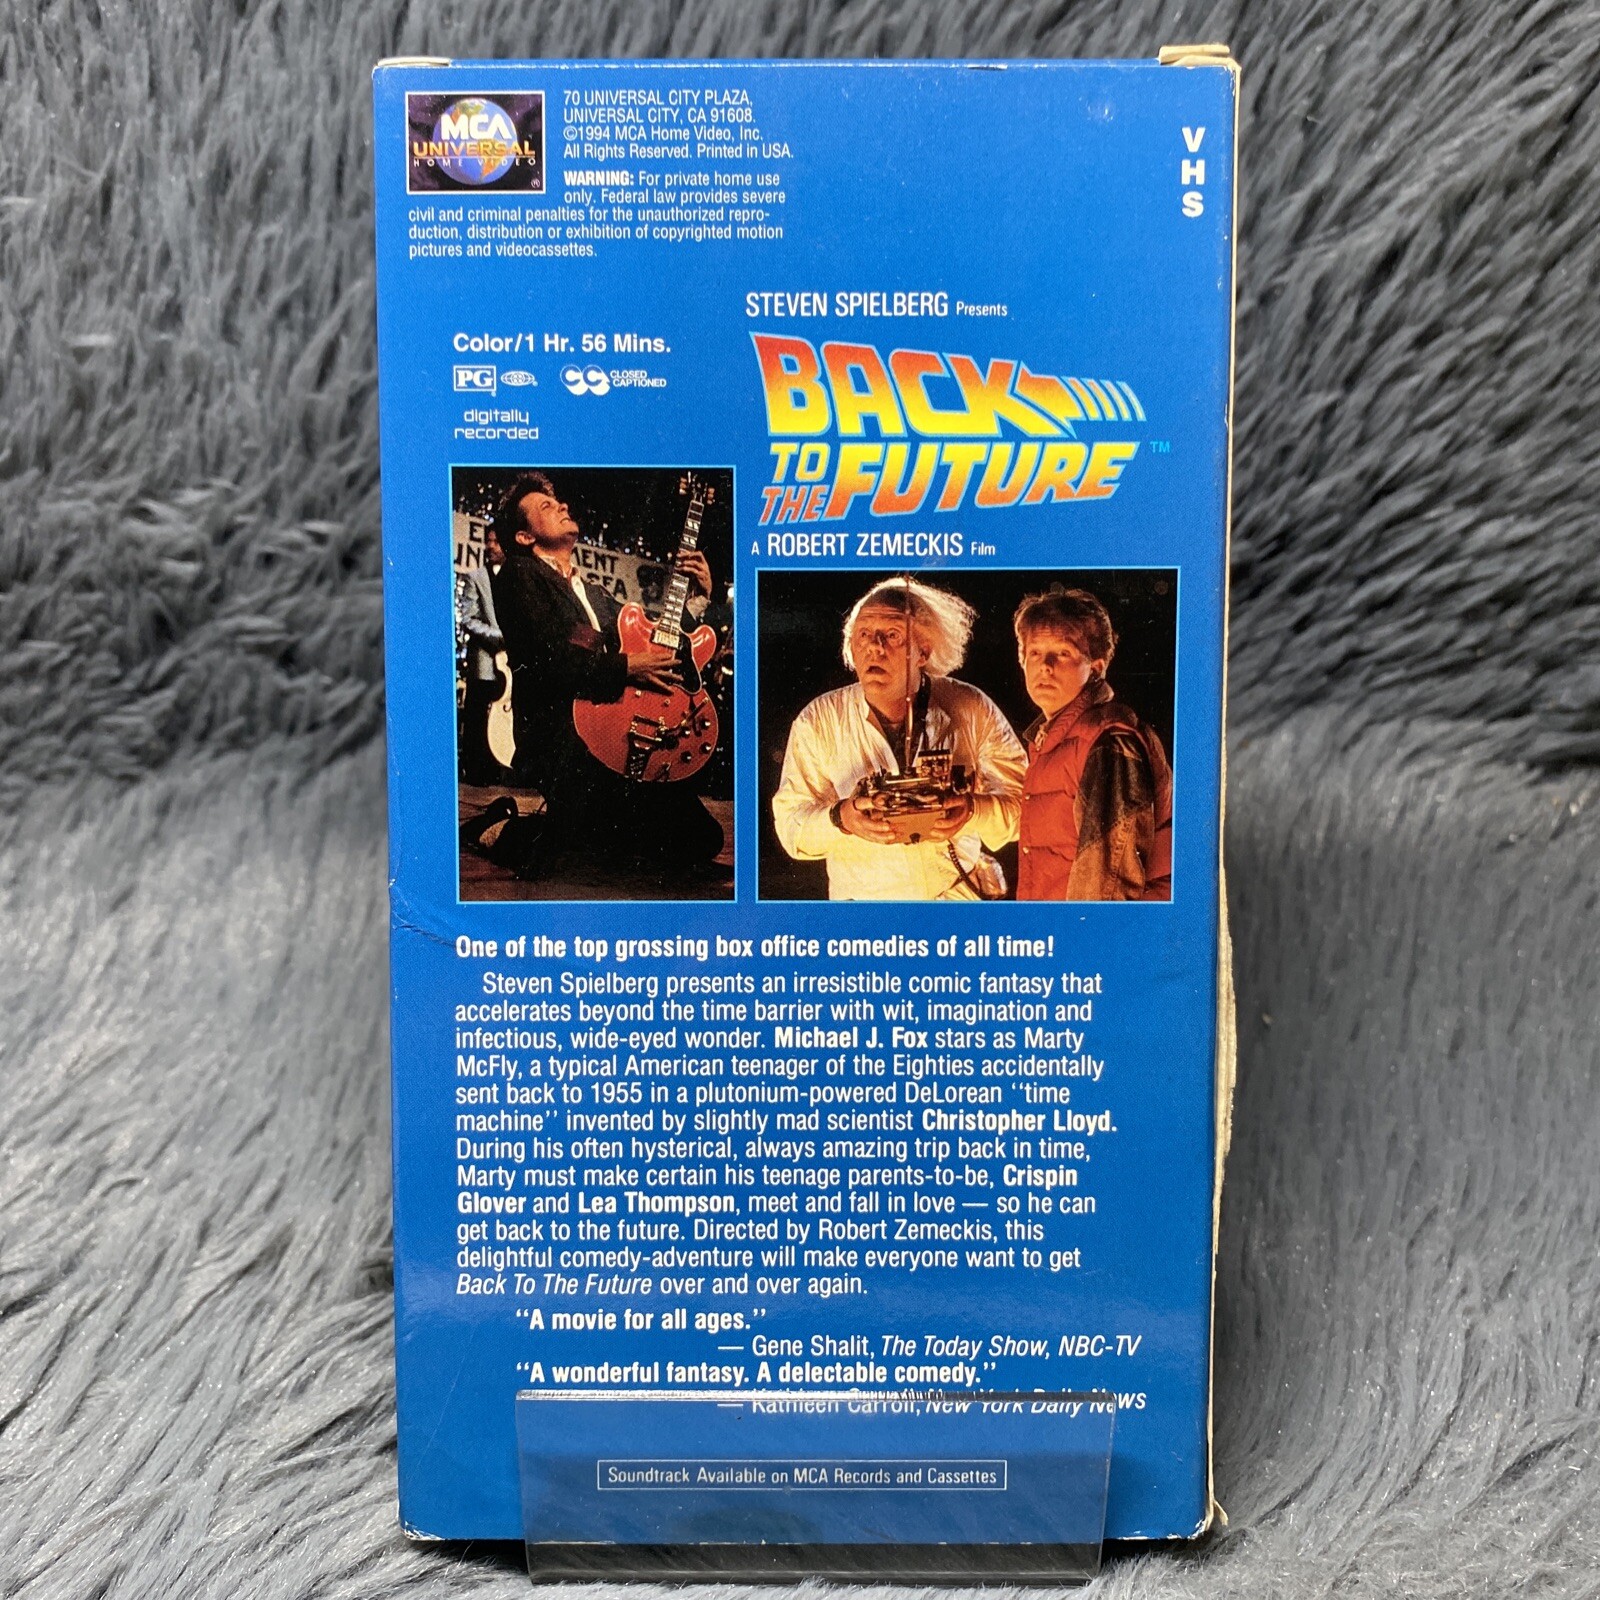 MCA
UNIVERSAL
HOME VIDEO
70 UNIVERSAL CITY PLAZA,
UNIVERSAL CITY, CA 91608.
©1994 MCA Home Video, Inc.
All Rights Reserved. Printed in USA.
WARNING: For private home use
only. Federal law provides severe
civil and criminal penalties for the unauthorized repro-
duction, distribution or exhibition of copyrighted motion
pictures and videocassettes.
VHS
STEVEN SPIELBERG Presents
Color/1 Hr. 56 Mins.
PG
CLOSED
CAPTIONED
digitally
recorded
BACK
TO
THE FUTURE™
A ROBERT ZEMECKIS Film
One of the top grossing box office comedies of all time!
Steven Spielberg presents an irresistible comic fantasy that
accelerates beyond the time barrier with wit, imagination and
infectious, wide-eyed wonder. Michael J. Fox stars as Marty
McFly, a typical American teenager of the Eighties accidentally
sent back to 1955 in a plutonium-powered DeLorean “time
machine” invented by slightly mad scientist Christopher Lloyd.
During his often hysterical, always amazing trip back in time,
Marty must make certain his teenage parents-to-be, Crispin
Glover and Lea Thompson, meet and fall in love — so he can
get back to the future. Directed by Robert Zemeckis, this
delightful comedy-adventure will make everyone want to get
Back To The Future over and over again.
“A movie for all ages.”
— Gene Shalit, The Today Show, NBC-TV
“A wonderful fantasy. A delectable comedy.”
— Kathleen Carroll, New York Daily News
Soundtrack Available on MCA Records and Cassettes